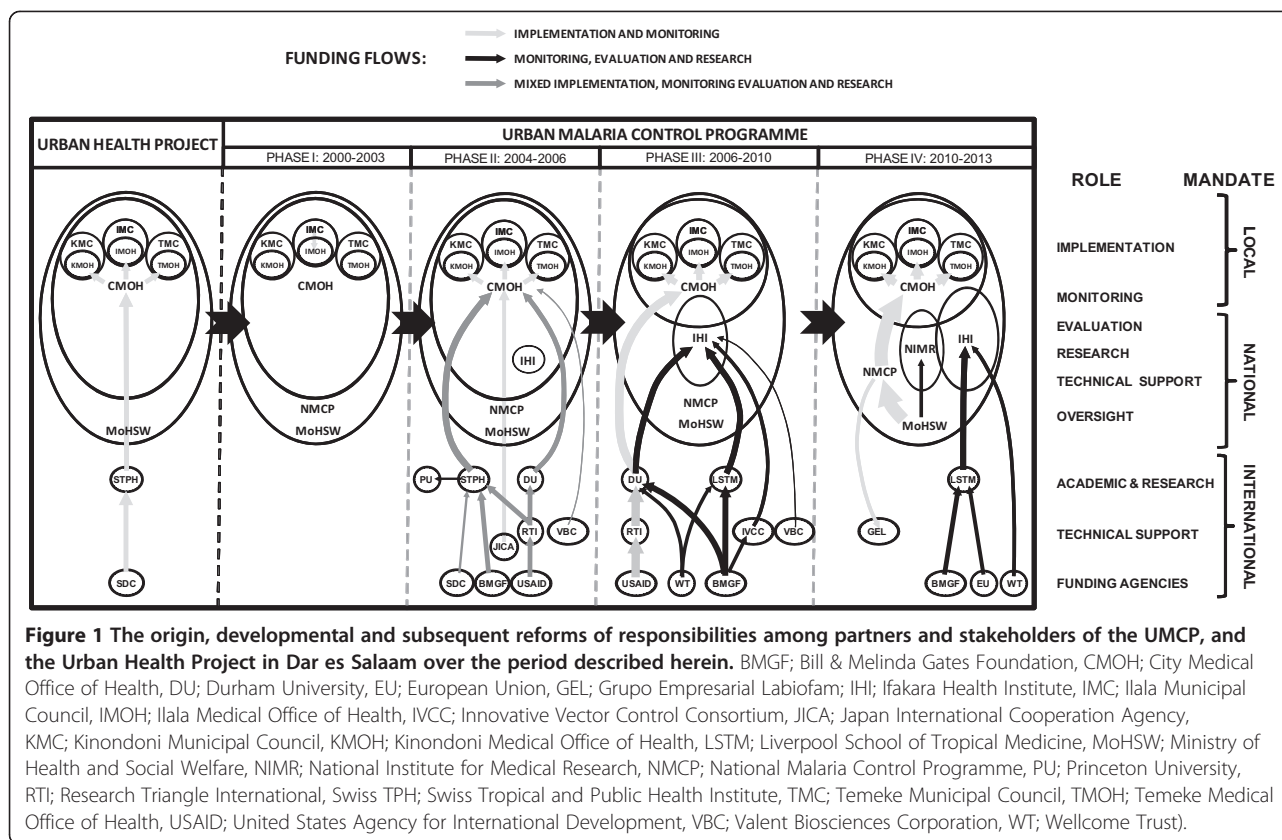 IMPLEMENTATION AND MONITORING
FUNDING FLOWS:
MONITORING, EVALUATION AND RESEARCH
MIXED IMPLEMENTATION, MONITORING EVALUATION AND RESEARCH
URBAN HEALTH PROJECT
URBAN MALARIA CONTROL PROGRAMME
PHASE I: 2000-2003
PHASE II: 2004-2006
PHASE III: 2006-2010
PHASE IV: 2010-2013
ROLE
MANDATE
KMC
IMC
TMC
KMOH
IMOH
TMOH
CMOH
MoHSW
STPH
SDC
KMC
IMC
TMC
KMOH
IMOH
TMOH
CMOH
NMCP
MoHSW
KMC
IMC
TMC
KMOH
IMOH
TMOH
CMOH
IHI
NMCP
MoHSW
PU
STPH
DU
JICA
RTI
VBC
SDC
BMGF
USAID
KMC
IMC
TMC
KMOH
IMOH
TMOH
CMOH
IHI
NMCP
MoHSW
DU
LSTM
RTI
IVCC
VBC
USAID
WT
BMGF
KMC
IMC
TMC
KMOH
IMOH
TMOH
CMOH
NIMR
IHI
NMCP
MoHSW
LSTM
GEL
BMGF
EU
WT
IMPLEMENTATION
MONITORING
LOCAL
EVALUATION
RESEARCH
TECHNICAL SUPPORT
OVERSIGHT
NATIONAL
ACADEMIC & RESEARCH
TECHNICAL SUPPORT
FUNDING AGENCIES
INTERNATIONAL
Figure 1 The origin, developmental and subsequent reforms of responsibilities among partners and stakeholders of the UMCP, and
the Urban Health Project in Dar es Salaam over the period described herein. BMGF; Bill & Melinda Gates Foundation, CMOH; City Medical
Office of Health, DU; Durham University, EU; European Union, GEL; Grupo Empresarial Labiofam; IHI; Ifakara Health Institute, IMC; Ilala Municipal
Council, IMOH; Ilala Medical Office of Health, IVCC; Innovative Vector Control Consortium, JICA; Japan International Cooperation Agency,
KMC; Kinondoni Municipal Council, KMOH; Kinondoni Medical Office of Health, LSTM; Liverpool School of Tropical Medicine, MoHSW; Ministry of
Health and Social Welfare, NIMR; National Institute for Medical Research, NMCP; National Malaria Control Programme, PU; Princeton University,
RTI; Research Triangle International, Swiss TPH; Swiss Tropical and Public Health Institute, TMC; Temeke Municipal Council, TMOH; Temeke Medical
Office of Health, USAID; United States Agency for International Development, VBC; Valent Biosciences Corporation, WT; Wellcome Trust).